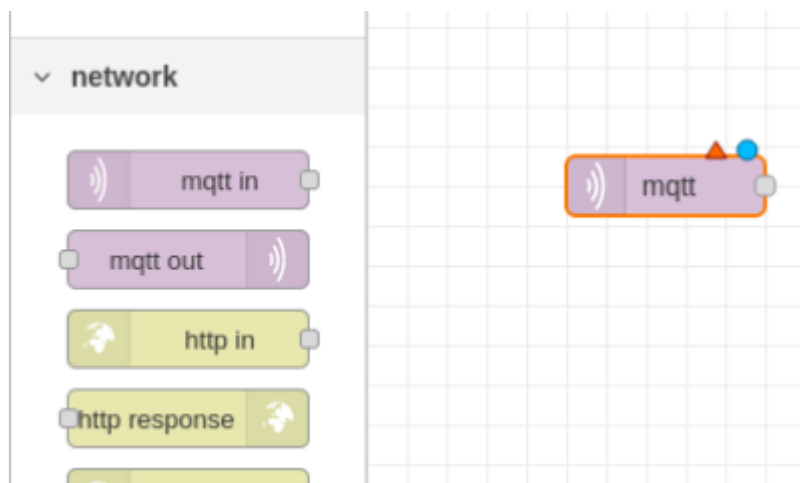 network
mqtt in
mqtt
mqtt out
http in
http response